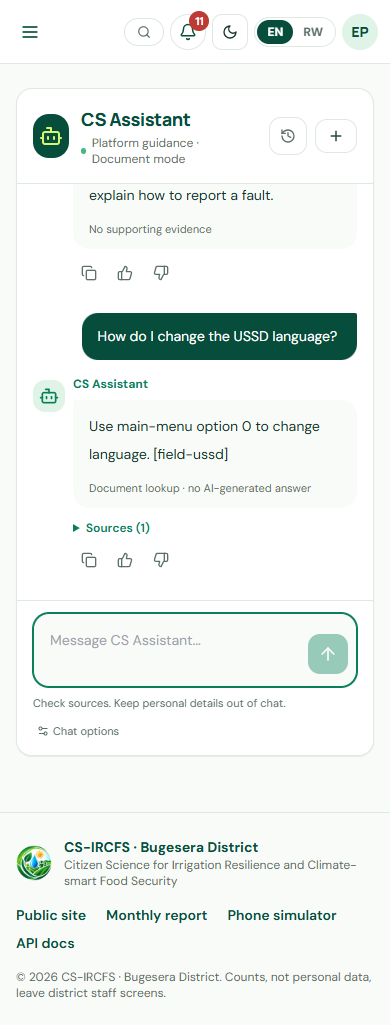 11
EN RW
EP
CS Assistant
Platform guidance ·
Document mode
explain how to report a fault.
No supporting evidence
How do I change the USSD language?
CS Assistant
Use main-menu option 0 to change
language. [field-ussd]
Document lookup · no AI-generated answer
Sources (1)
Message CS Assistant...
Check sources. Keep personal details out of chat.
Chat options
CS-IRCFS · Bugesera District
Citizen Science for Irrigation Resilience and Climate-
smart Food Security
Public site Monthly report Phone simulator
API docs
© 2026 CS-IRCFS · Bugesera District. Counts, not personal data,
leave district staff screens.